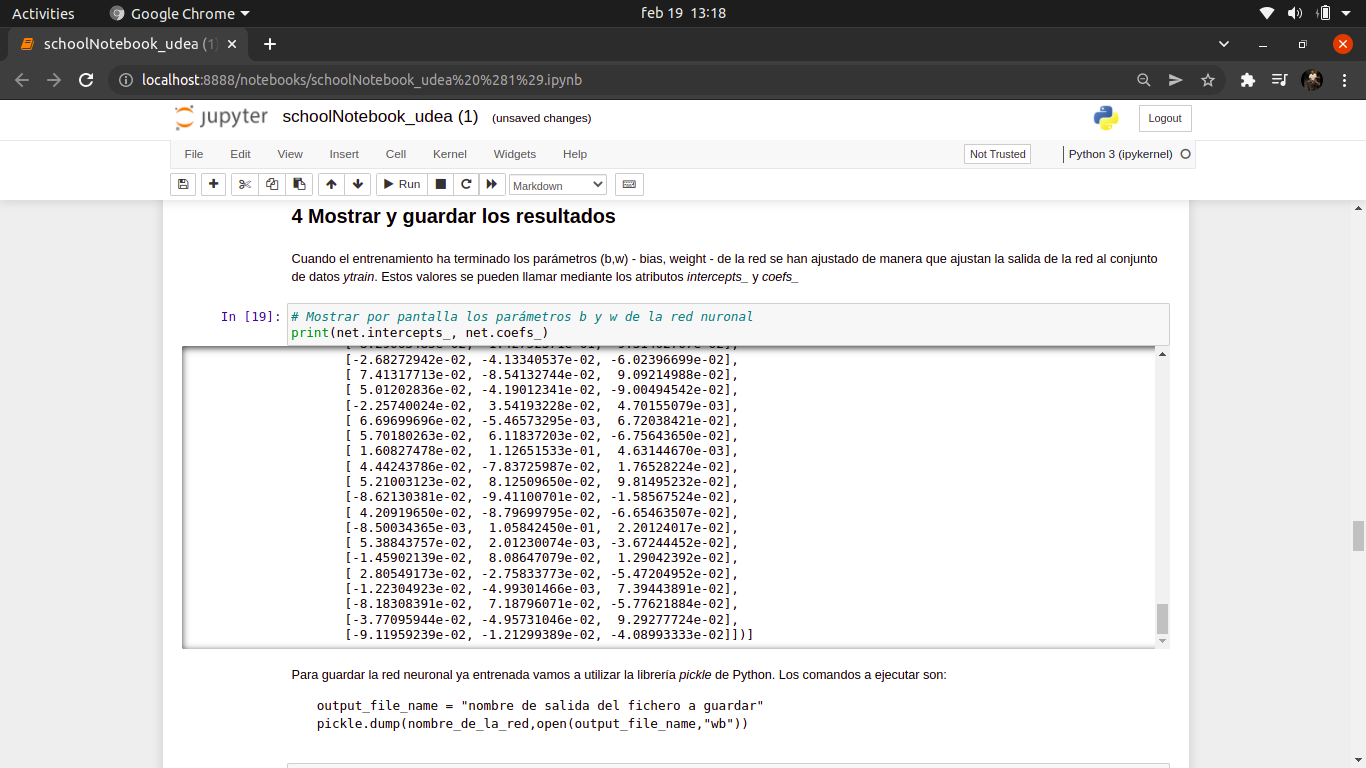 Activities
Google Chrome
feb 19 13:18
schoolNotebook_udea (1)
localhost:8888/notebooks/schoolNotebook_udea%20%281%29.ipynb
jupyter
schoolNotebook_udea (1)
(unsaved changes)
Logout
File Edit View Insert Cell Kernel Widgets Help
Not Trusted
Python 3 (ipykernel)
Run
Markdown
4 Mostrar y guardar los resultados
Cuando el entrenamiento ha terminado los parámetros (b,w) - bias, weight - de la red se han ajustado de manera que ajustan la salida de la red al conjunto
de datos ytrain. Estos valores se pueden llamar mediante los atributos intercepts_ y coefs_
In [19]:
# Mostrar por pantalla los parámetros b y w de la red nuronal
print(net.intercepts_, net.coefs_)
[-2.68272942e-02, -4.13340537e-02, -6.02396699e-02],
[ 7.41317713e-02, -8.54132744e-02, 9.09214988e-02],
[ 5.01202836e-02, -4.19012341e-02, -9.00494542e-02],
[-2.25740024e-02, 3.54193228e-02, 4.70155079e-03],
[ 6.69699696e-02, -5.46573295e-03, 6.72038421e-02],
[ 5.70180263e-02, 6.11837203e-02, -6.75643650e-02],
[ 1.60827478e-02, 1.12651533e-01, 4.63144670e-03],
[ 4.44243786e-02, -7.83725987e-02, 1.76528224e-02],
[ 5.21003123e-02, 8.12509650e-02, 9.81495232e-02],
[-8.62130381e-02, -9.41100701e-02, -1.58567524e-02],
[ 4.20919650e-02, -8.79699795e-02, -6.65463507e-02],
[-8.50034365e-03, 1.05842450e-01, 2.20124017e-02],
[ 5.38843757e-02, 2.01230074e-03, -3.67244452e-02],
[-1.45902139e-02, 8.08647079e-02, 1.29042392e-02],
[ 2.80549173e-02, -2.75833773e-02, -5.47204952e-02],
[-1.22304923e-02, -4.99301466e-03, 7.39443891e-02],
[-8.18308391e-02, 7.18796071e-02, -5.77621884e-02],
[-3.77095944e-02, -4.95731046e-02, 9.29277724e-02],
[-9.11959239e-02, -1.21299389e-02, -4.08993333e-02]])]
Para guardar la red neuronal ya entrenada vamos a utilizar la librería pickle de Python. Los comandos a ejecutar son:
output_file_name = "nombre de salida del fichero a guardar"
pickle.dump(nombre_de_la_red,open(output_file_name,"wb"))